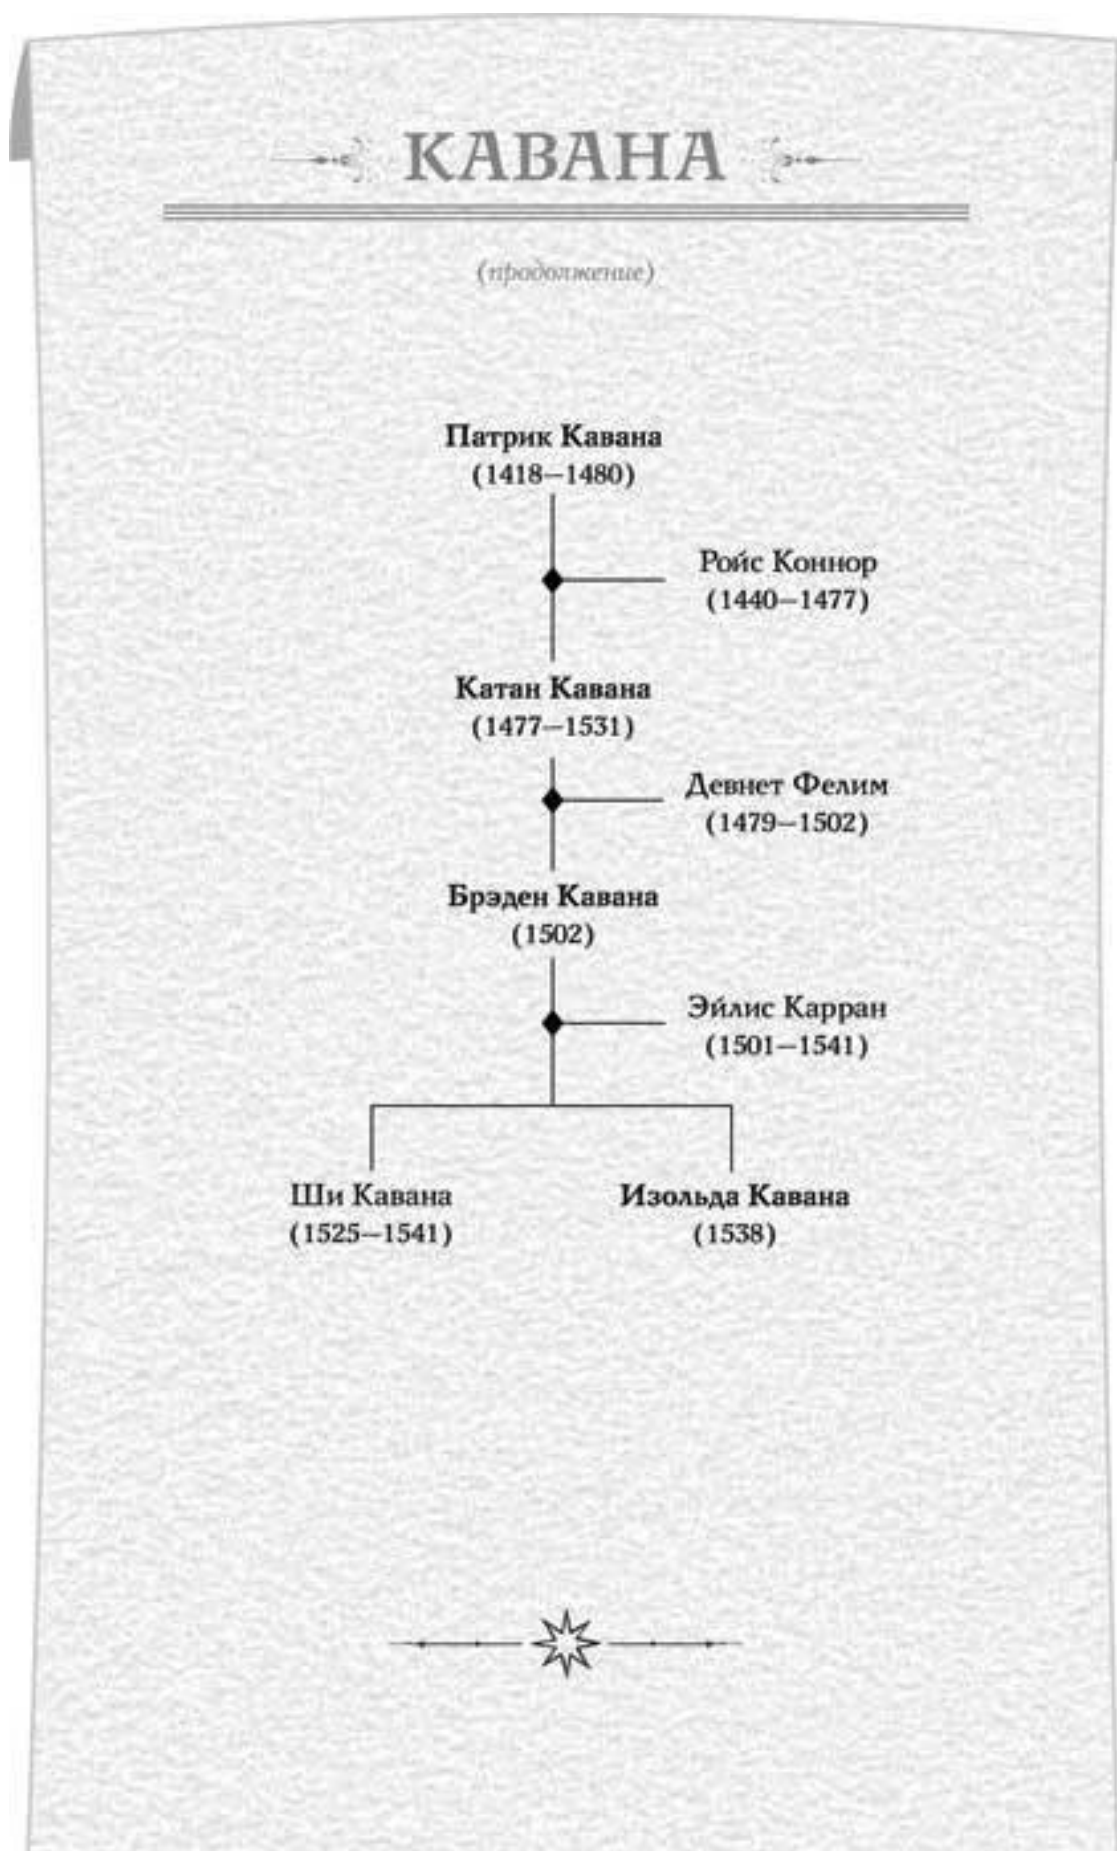 КАВАНА
(продолжение)
Патрик Кавана
(1418—1480)
Ройс Коннор
(1440—1477)
Катан Кавана
(1477—1531)
Девнет Фелим
(1479—1502)
Брэден Кавана
(1502)
Эйлис Карран
(1501—1541)
Ши Кавана
(1525—1541)
Изольда Кавана
(1538)